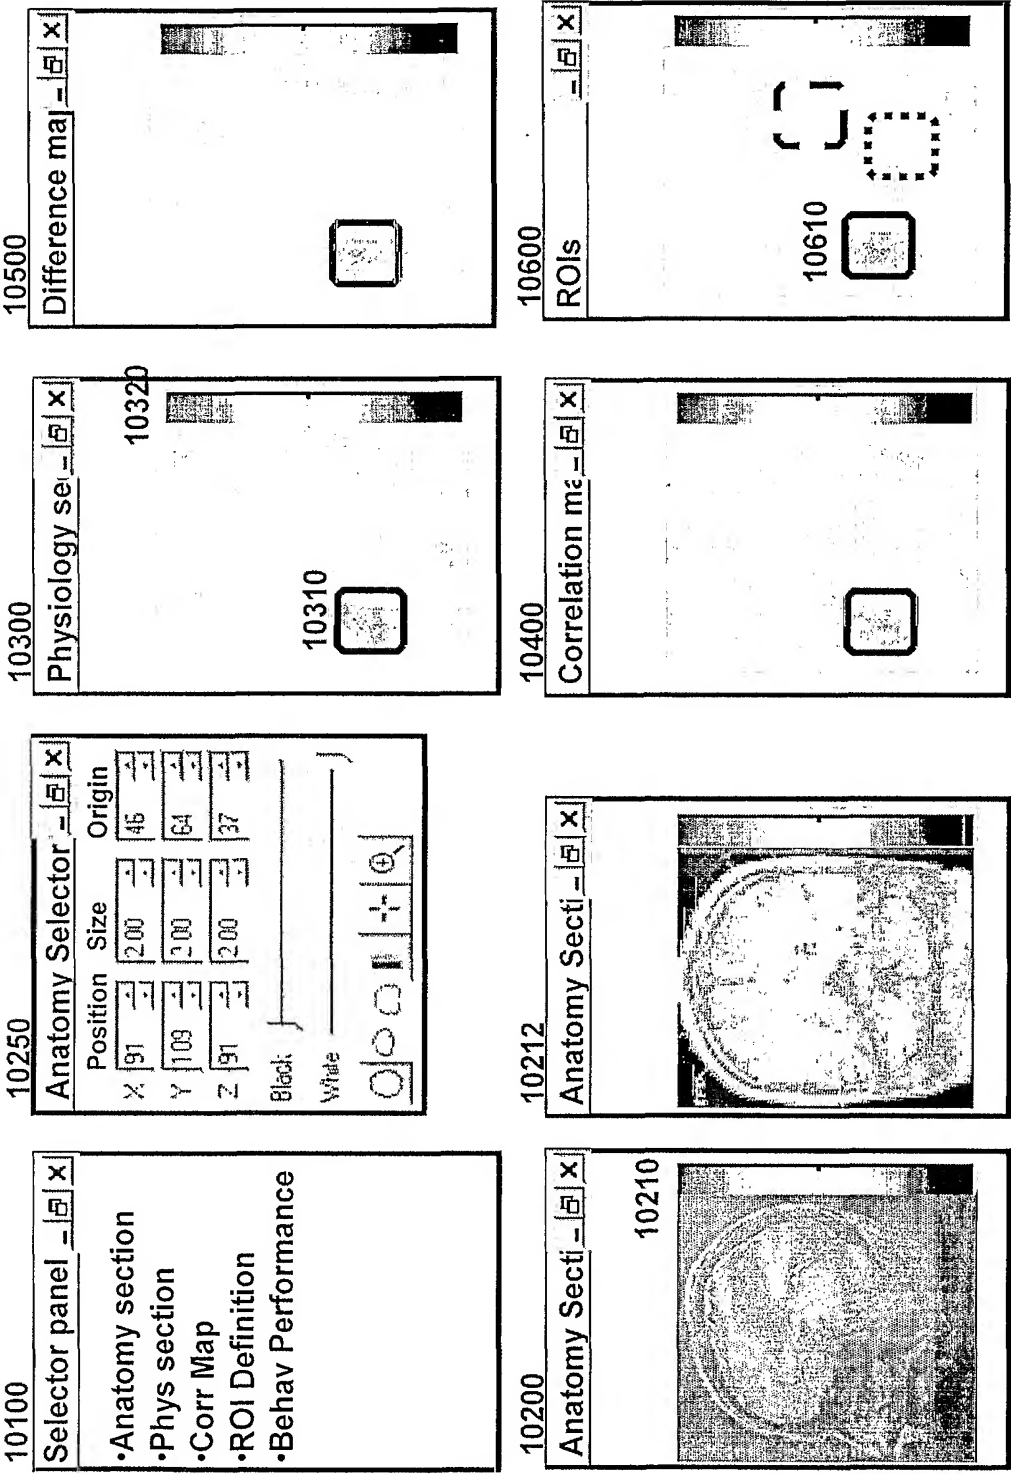 10100
Selector panel
•Anatomy section
•Phys section
•Corr Map
•ROI Definition
•Behav Performance
10250
Anatomy Selector
Position Size Origin
X 91 2.00 46
Y 109 2.00 64
Z 91 2.00 37
Black
White
10300
Physiology se
10320
10310
10500
Difference ma
10200
Anatomy Secti
10210
10212
Anatomy Secti
10400
Correlation ma
10600
ROIs
10610